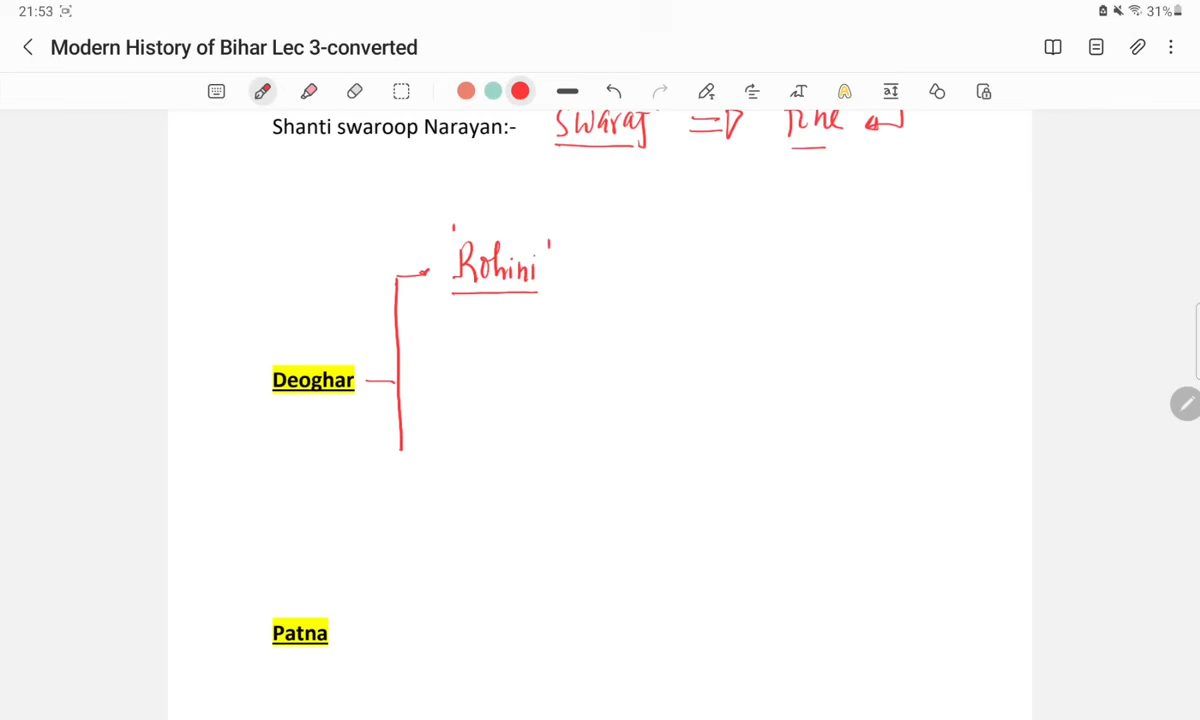 21:53 31%
Modern History of Bihar Lec 3-converted
Shanti swaroop Narayan:- Swaraj
'Rohini'
Deoghar
Patna